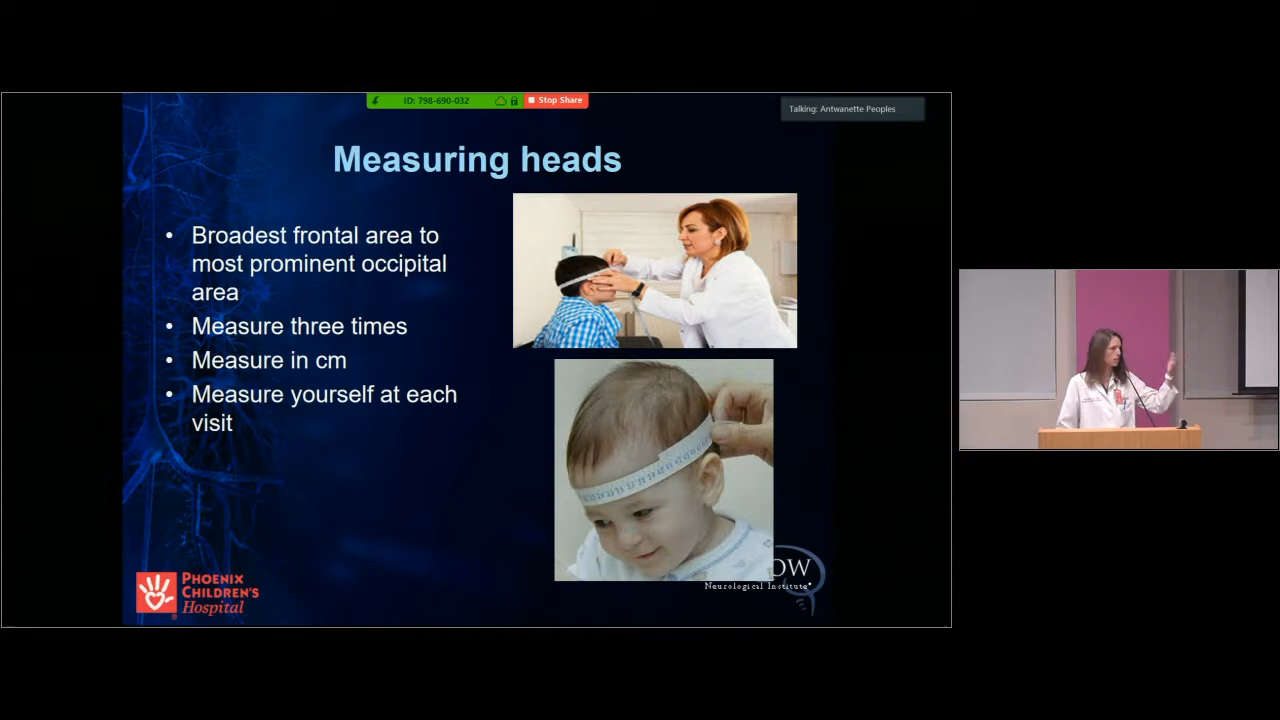 ID: 798-690-032
Stop Share
Talking: Antwanette Peoples
Measuring heads
• Broadest frontal area to
most prominent occipital
area
• Measure three times
• Measure in cm
• Measure yourself at each
visit
PHOENIX
CHILDREN'S
Hospital
OW
Neurological Institute